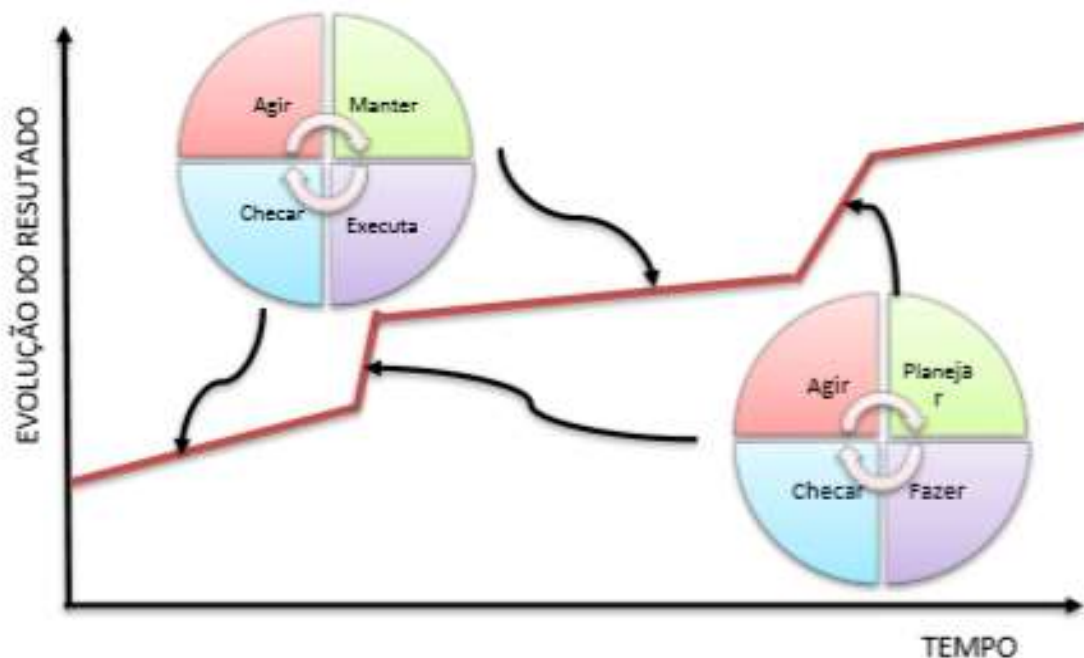 EVOLUÇÃO DO RESUTADO
Agir
Manter
Checar
Executa
Agir
Planeja
r
Checar
Fazer
TEMPO